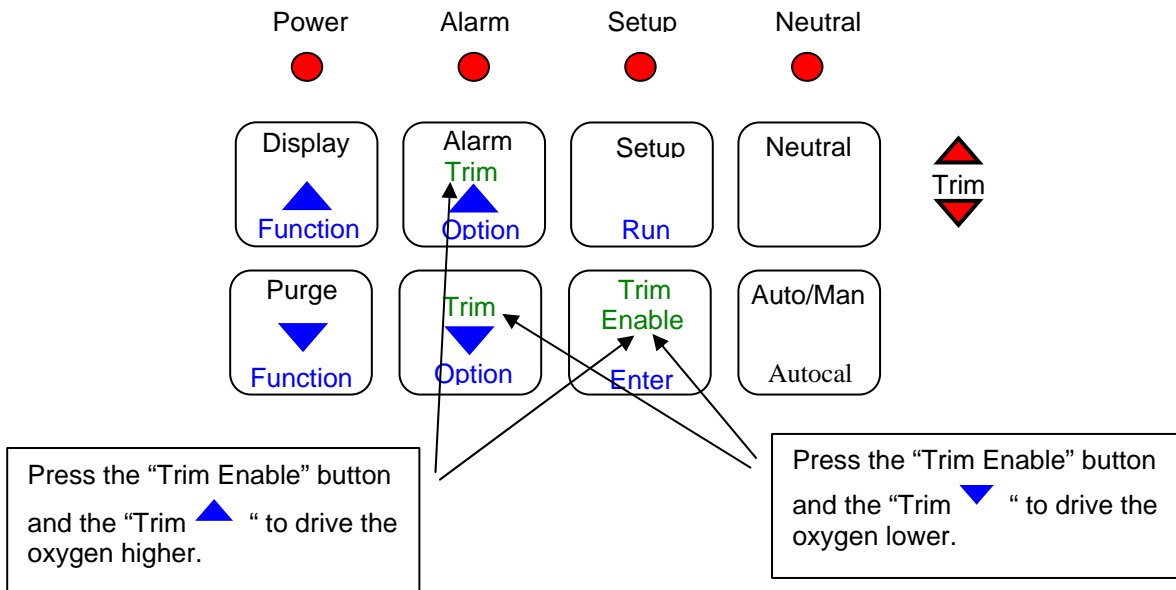 Power Alarm Setup Neutral
Display Alarm Setup Neutral
Trim
Trim
Function Option Run
Purge Trim Trim Enable Auto/Man
Function Option Enter Autocal
Press the “Trim Enable” button
and the “Trim “ to drive the
oxygen higher.
Press the “Trim Enable” button
and the “Trim “ to drive the
oxygen lower.